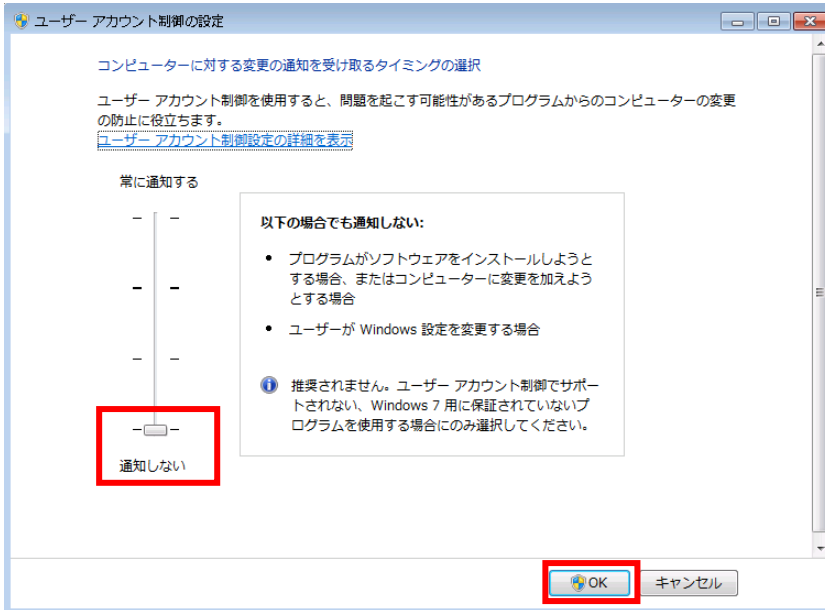 ユーザー アカウント制御の設定
コンピューターに対する変更の通知を受け取るタイミングの選択
ユーザー アカウント制御を使用すると、問題を起こす可能性があるプログラムからのコンピューターの変更
の防止に役立ちます。
ユーザー アカウント制御設定の詳細を表示
常に通知する
以下の場合でも通知しない:
• プログラムがソフトウェアをインストールしようと
する場合、またはコンピューターに変更を加えよう
とする場合
• ユーザーが Windows 設定を変更する場合
推奨されません。ユーザー アカウント制御でサポー
トされない、Windows 7 用に保証されていないプ
ログラムを使用する場合にのみ選択してください。
通知しない
OK
キャンセル